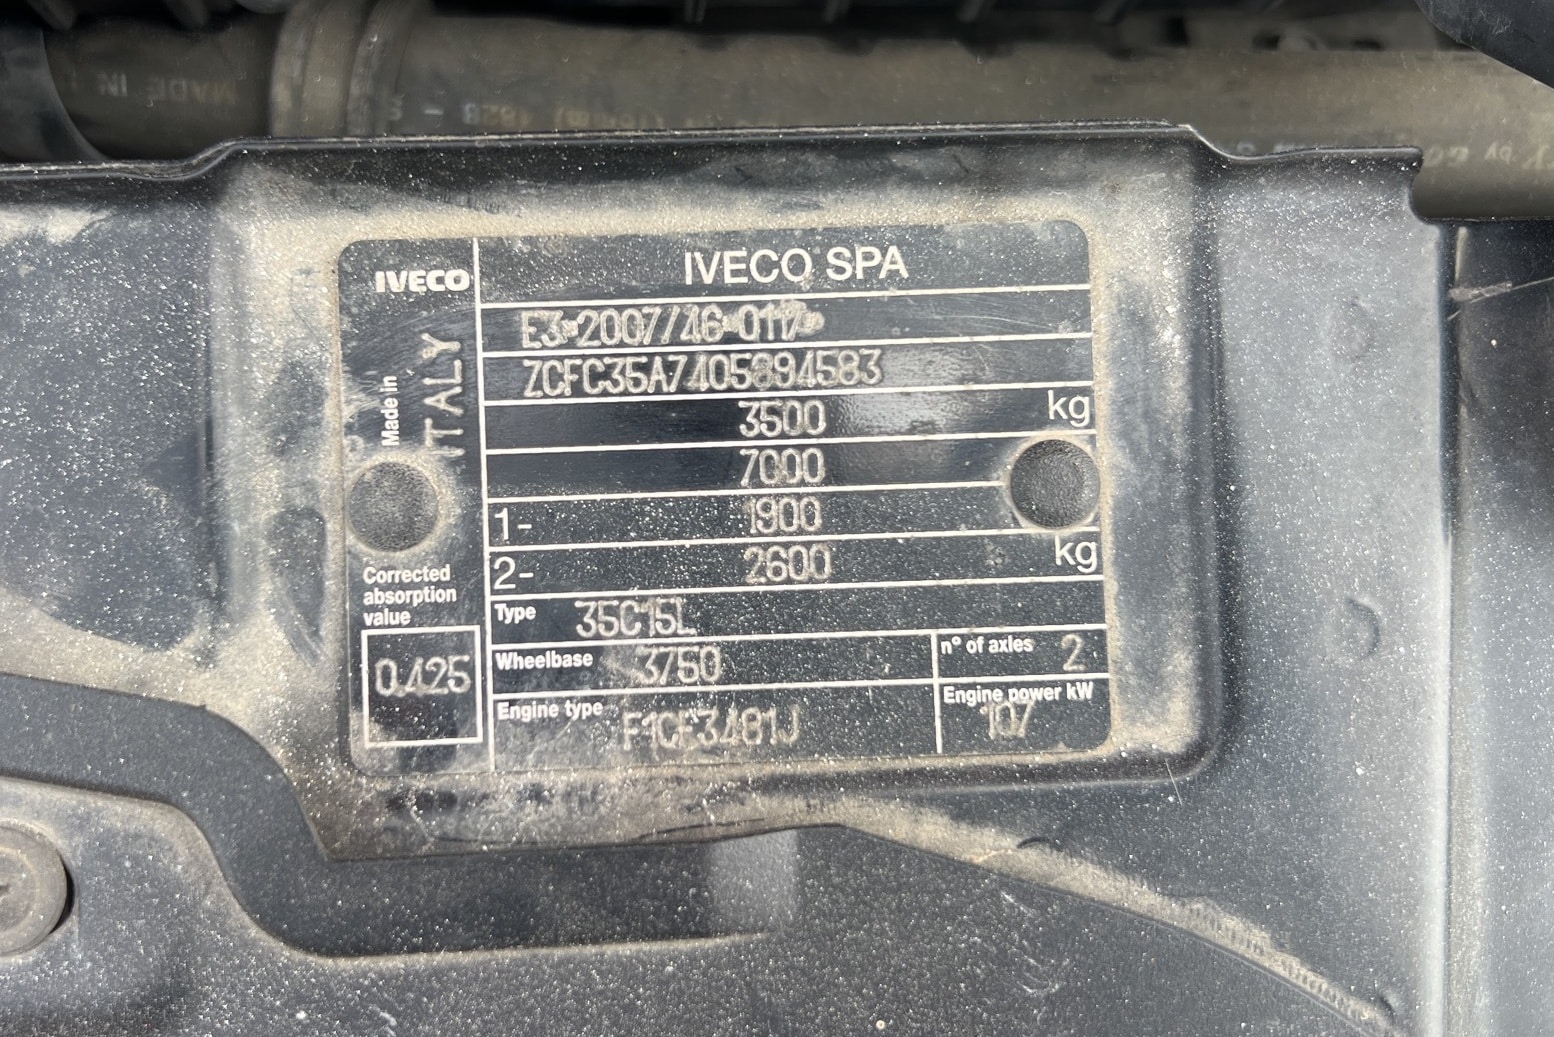 MADE IN
IVECO
Made in
ITALY
IVECO SPA
E3*2007/46*0117*
ZCFC35A7405894583
3500 kg
7000
1- 1900
2- 2600 kg
Type 35C15L
Wheelbase 3750
n° of axles 2
Engine type F1CE3481J
Engine power kW 107
Corrected
absorption
value
0.425